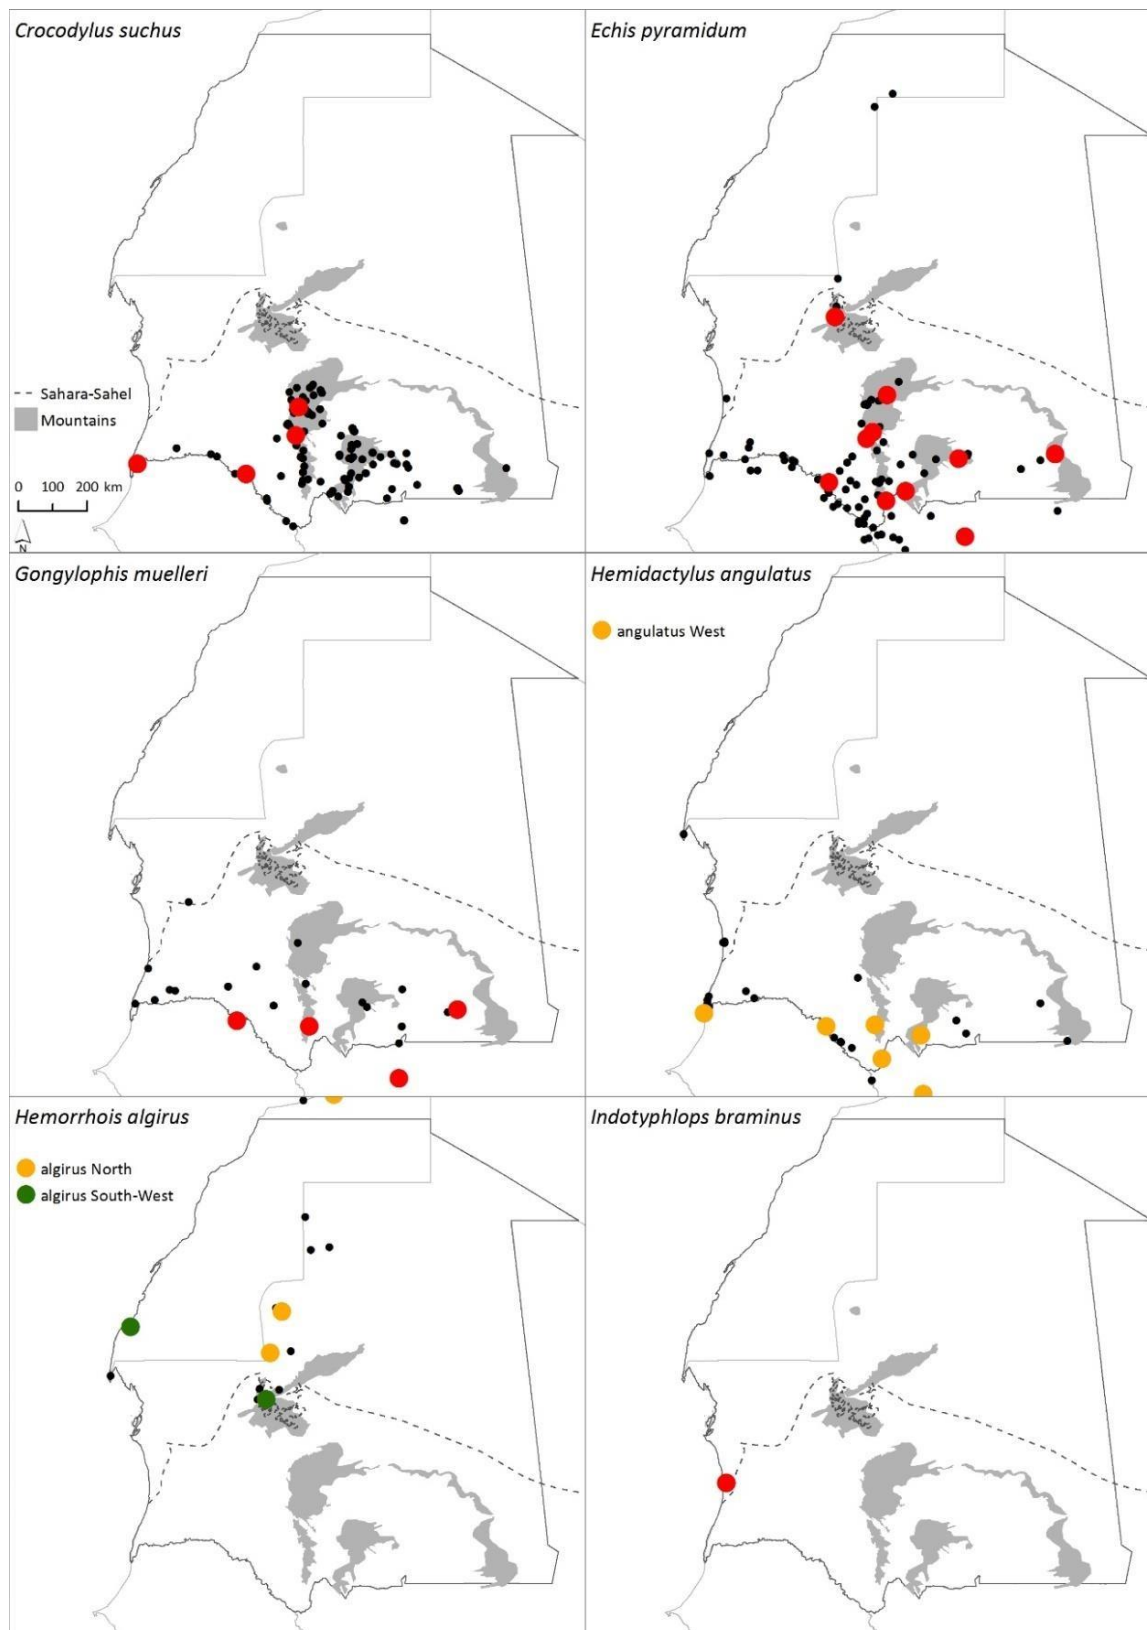 Crocodylus suchus
Echis pyramidum
Sahara-Sahel
Mountains
0 100 200 km
N
Gongylophis muelleri
Hemidactylus angulatus
angulatus West
Hemorrhois algirus
algirus North
algirus South-West
Indotyphlops braminus